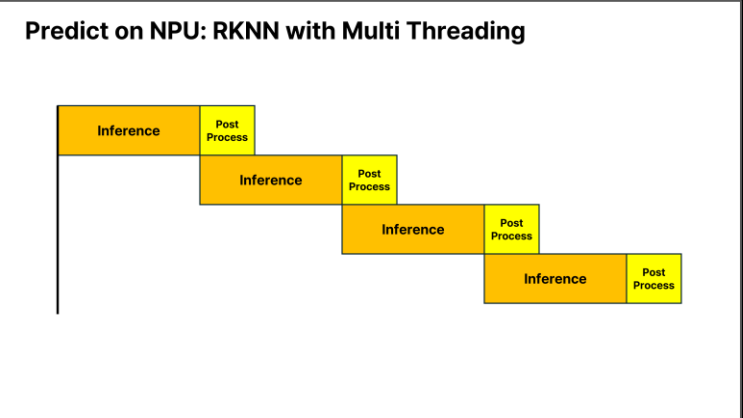 Predict on NPU: RKNN with Multi Threading
Inference
Post
Process
Inference
Post
Process
Inference
Post
Process
Inference
Post
Process